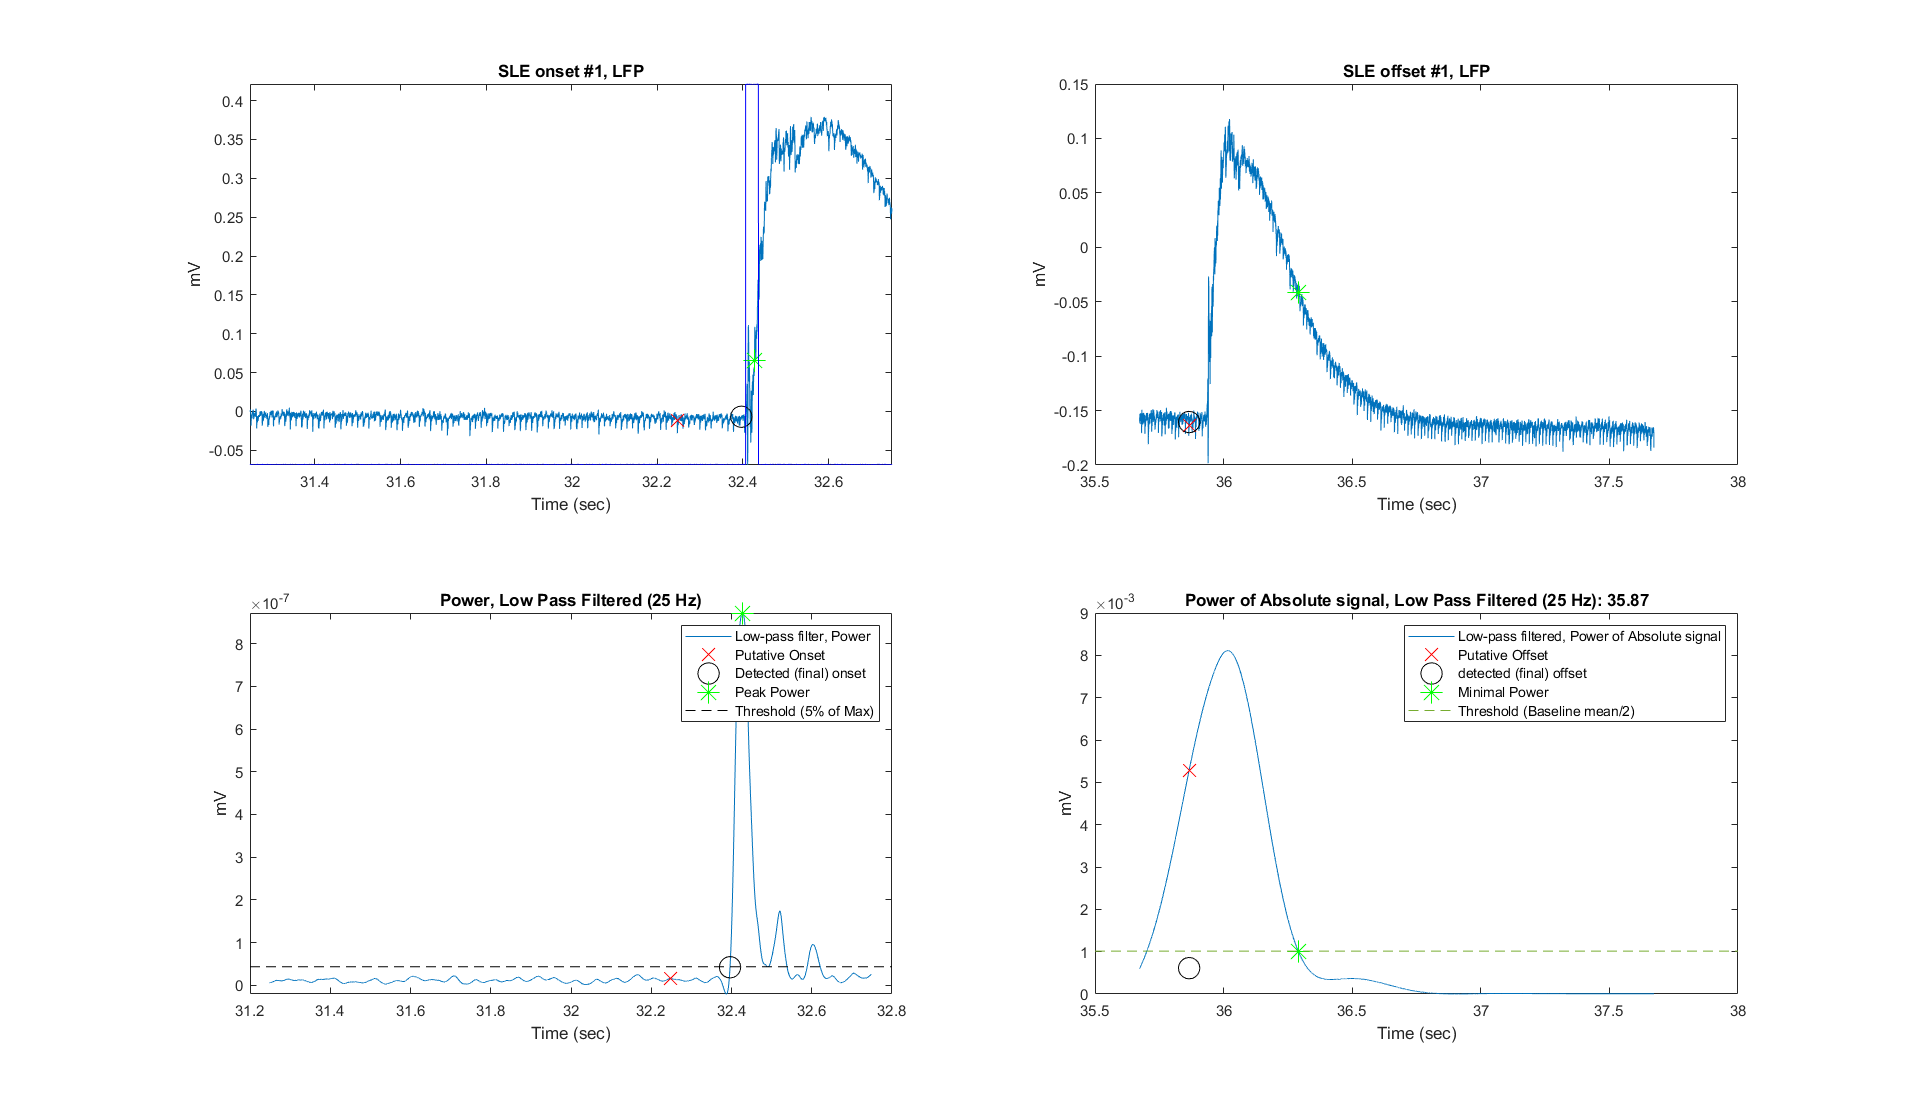 SLE onset #1, LFP
0.4
0.35
0.3
0.25
0.2
0.15
0.1
0.05
0
-0.05
mV
31.4 31.6 31.8 32 32.2 32.4 32.6
Time (sec)
SLE offset #1, LFP
0.15
0.1
0.05
0
-0.05
-0.1
-0.15
-0.2
mV
35.5 36 36.5 37 37.5 38
Time (sec)
Power, Low Pass Filtered (25 Hz)
×10-7
8
7
6
5
4
3
2
1
0
mV
Low-pass filter, Power
Putative Onset
Detected (final) onset
Peak Power
Threshold (5% of Max)
31.2 31.4 31.6 31.8 32 32.2 32.4 32.6 32.8
Time (sec)
Power of Absolute signal, Low Pass Filtered (25 Hz): 35.87
×10-3
9
8
7
6
5
4
3
2
1
0
mV
Low-pass filtered, Power of Absolute signal
Putative Offset
detected (final) offset
Minimal Power
Threshold (Baseline mean/2)
35.5 36 36.5 37 37.5 38
Time (sec)